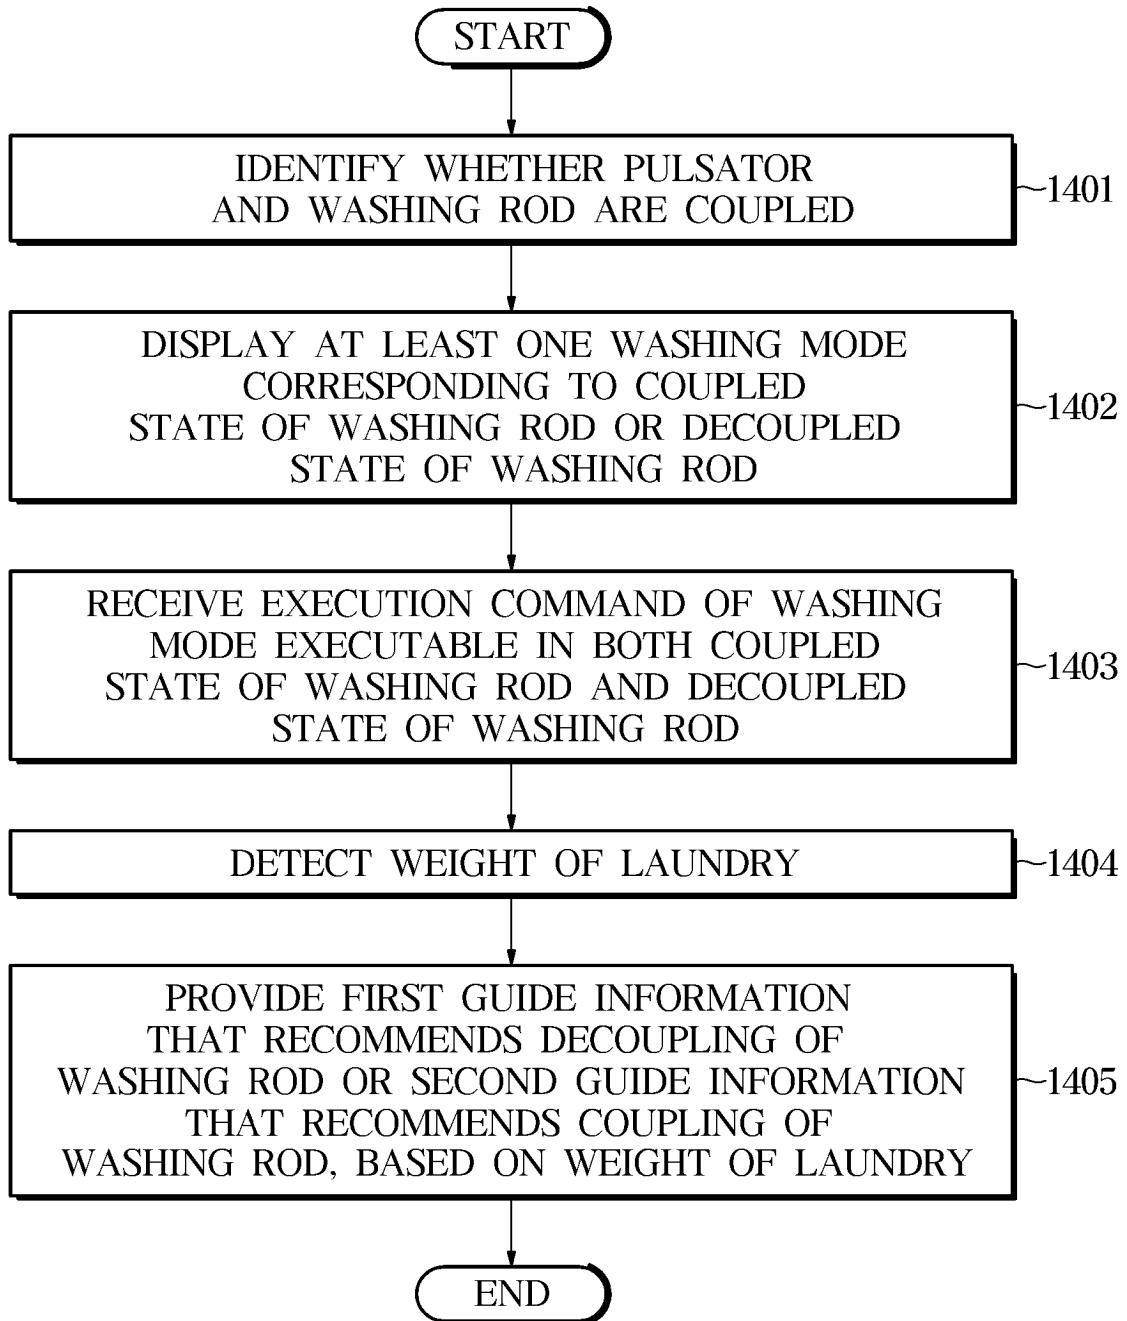 START
IDENTIFY WHETHER PULSATOR
AND WASHING ROD ARE COUPLED
1401
DISPLAY AT LEAST ONE WASHING MODE
CORRESPONDING TO COUPLED
STATE OF WASHING ROD OR DECOUPLED
STATE OF WASHING ROD
1402
RECEIVE EXECUTION COMMAND OF WASHING
MODE EXECUTABLE IN BOTH COUPLED
STATE OF WASHING ROD AND DECOUPLED
STATE OF WASHING ROD
1403
DETECT WEIGHT OF LAUNDRY
1404
PROVIDE FIRST GUIDE INFORMATION
THAT RECOMMENDS DECOUPLING OF
WASHING ROD OR SECOND GUIDE INFORMATION
THAT RECOMMENDS COUPLING OF
WASHING ROD, BASED ON WEIGHT OF LAUNDRY
1405
END